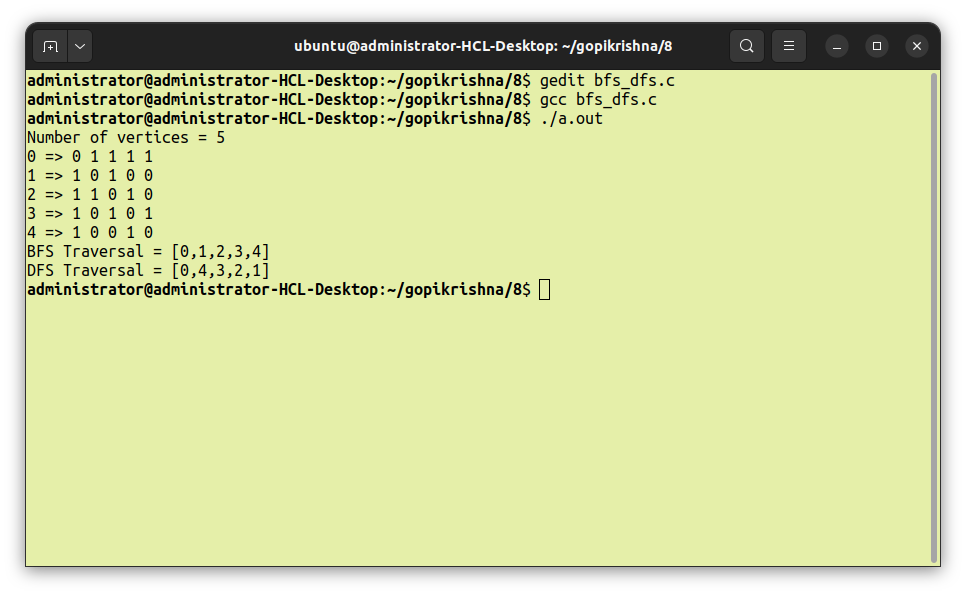 ubuntu@administrator-HCL-Desktop: ~/gopikrishna/8
administrator@administrator-HCL-Desktop:~/gopikrishna/8$ gedit bfs_dfs.c
administrator@administrator-HCL-Desktop:~/gopikrishna/8$ gcc bfs_dfs.c
administrator@administrator-HCL-Desktop:~/gopikrishna/8$ ./a.out
Number of vertices = 5
0 => 0 1 1 1 1
1 => 1 0 1 0 0
2 => 1 1 0 1 0
3 => 1 0 1 0 1
4 => 1 0 0 1 0
BFS Traversal = [0,1,2,3,4]
DFS Traversal = [0,4,3,2,1]
administrator@administrator-HCL-Desktop:~/gopikrishna/8$